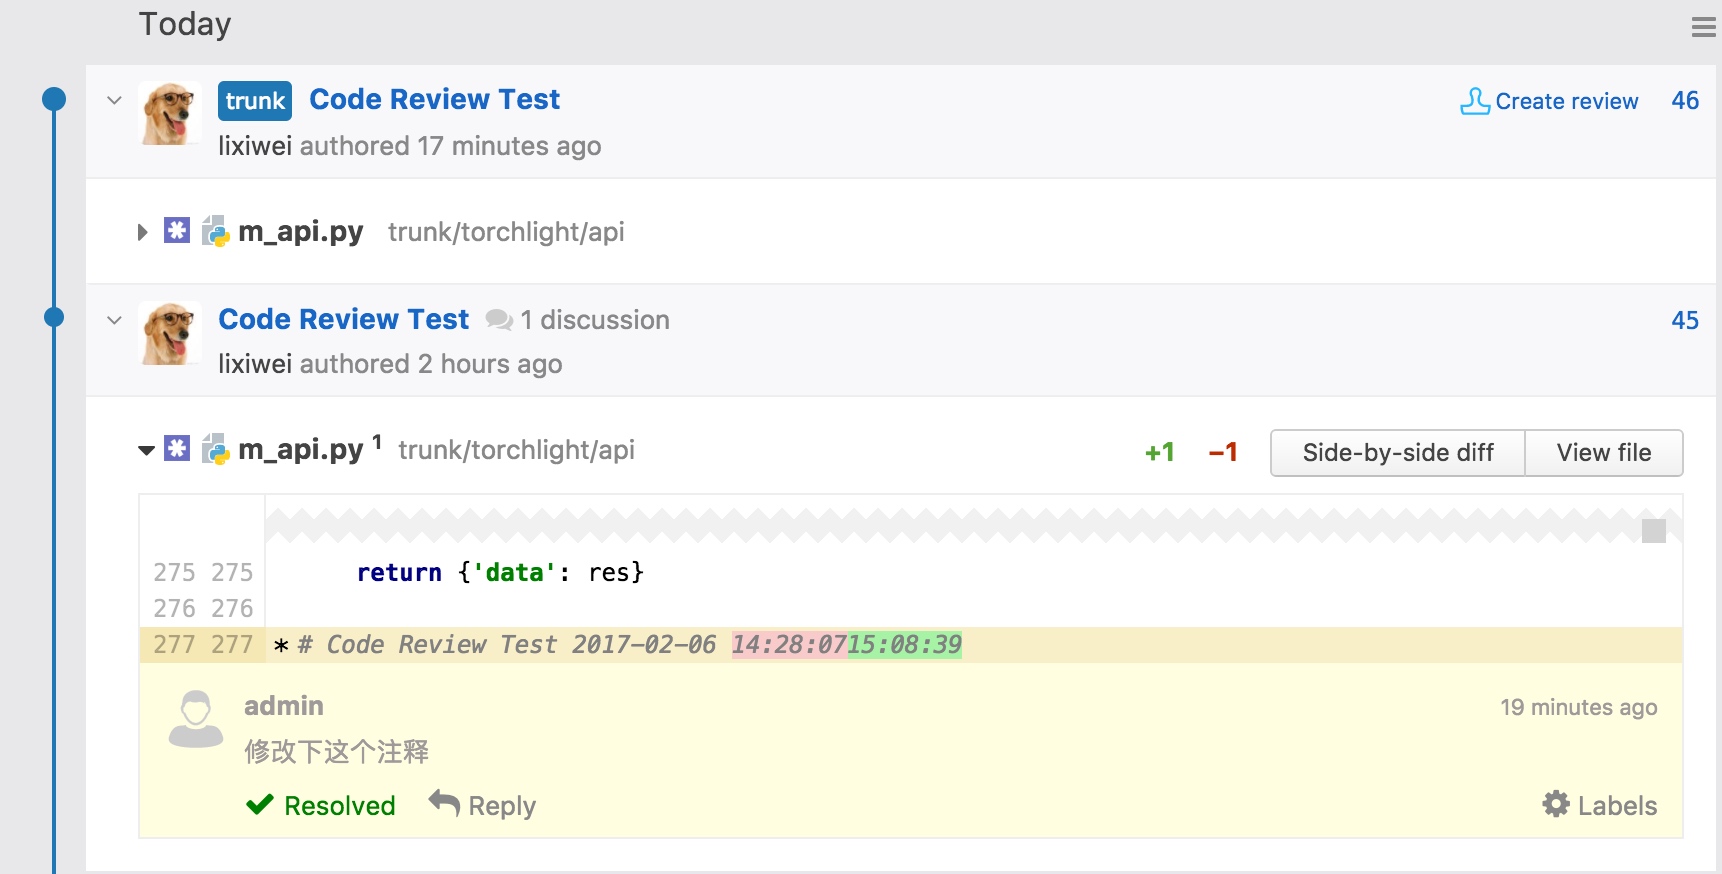 Today
trunk Code Review Test Create review 46
lixiwei authored 17 minutes ago
m_api.py trunk/torchlight/api
Code Review Test 1 discussion 45
lixiwei authored 2 hours ago
m_api.py 1 trunk/torchlight/api +1 −1 Side-by-side diff View file
275 275 return {'data': res}
276 276
277 277 * # Code Review Test 2017-02-06 14:28:0715:08:39
admin 19 minutes ago
修改下这个注释
Resolved Reply Labels